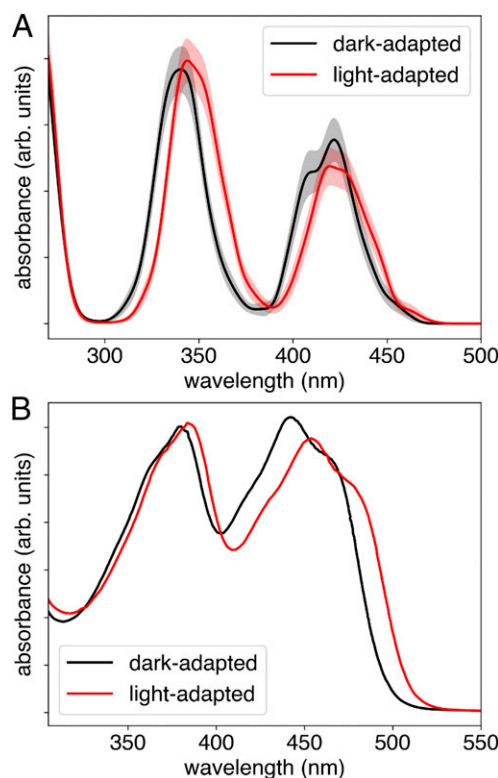 A
dark-adapted
light-adapted
absorbance (arb. units)
300 350 400 450 500
wavelength (nm)
B
dark-adapted
light-adapted
absorbance (arb. units)
350 400 450 500 550
wavelength (nm)